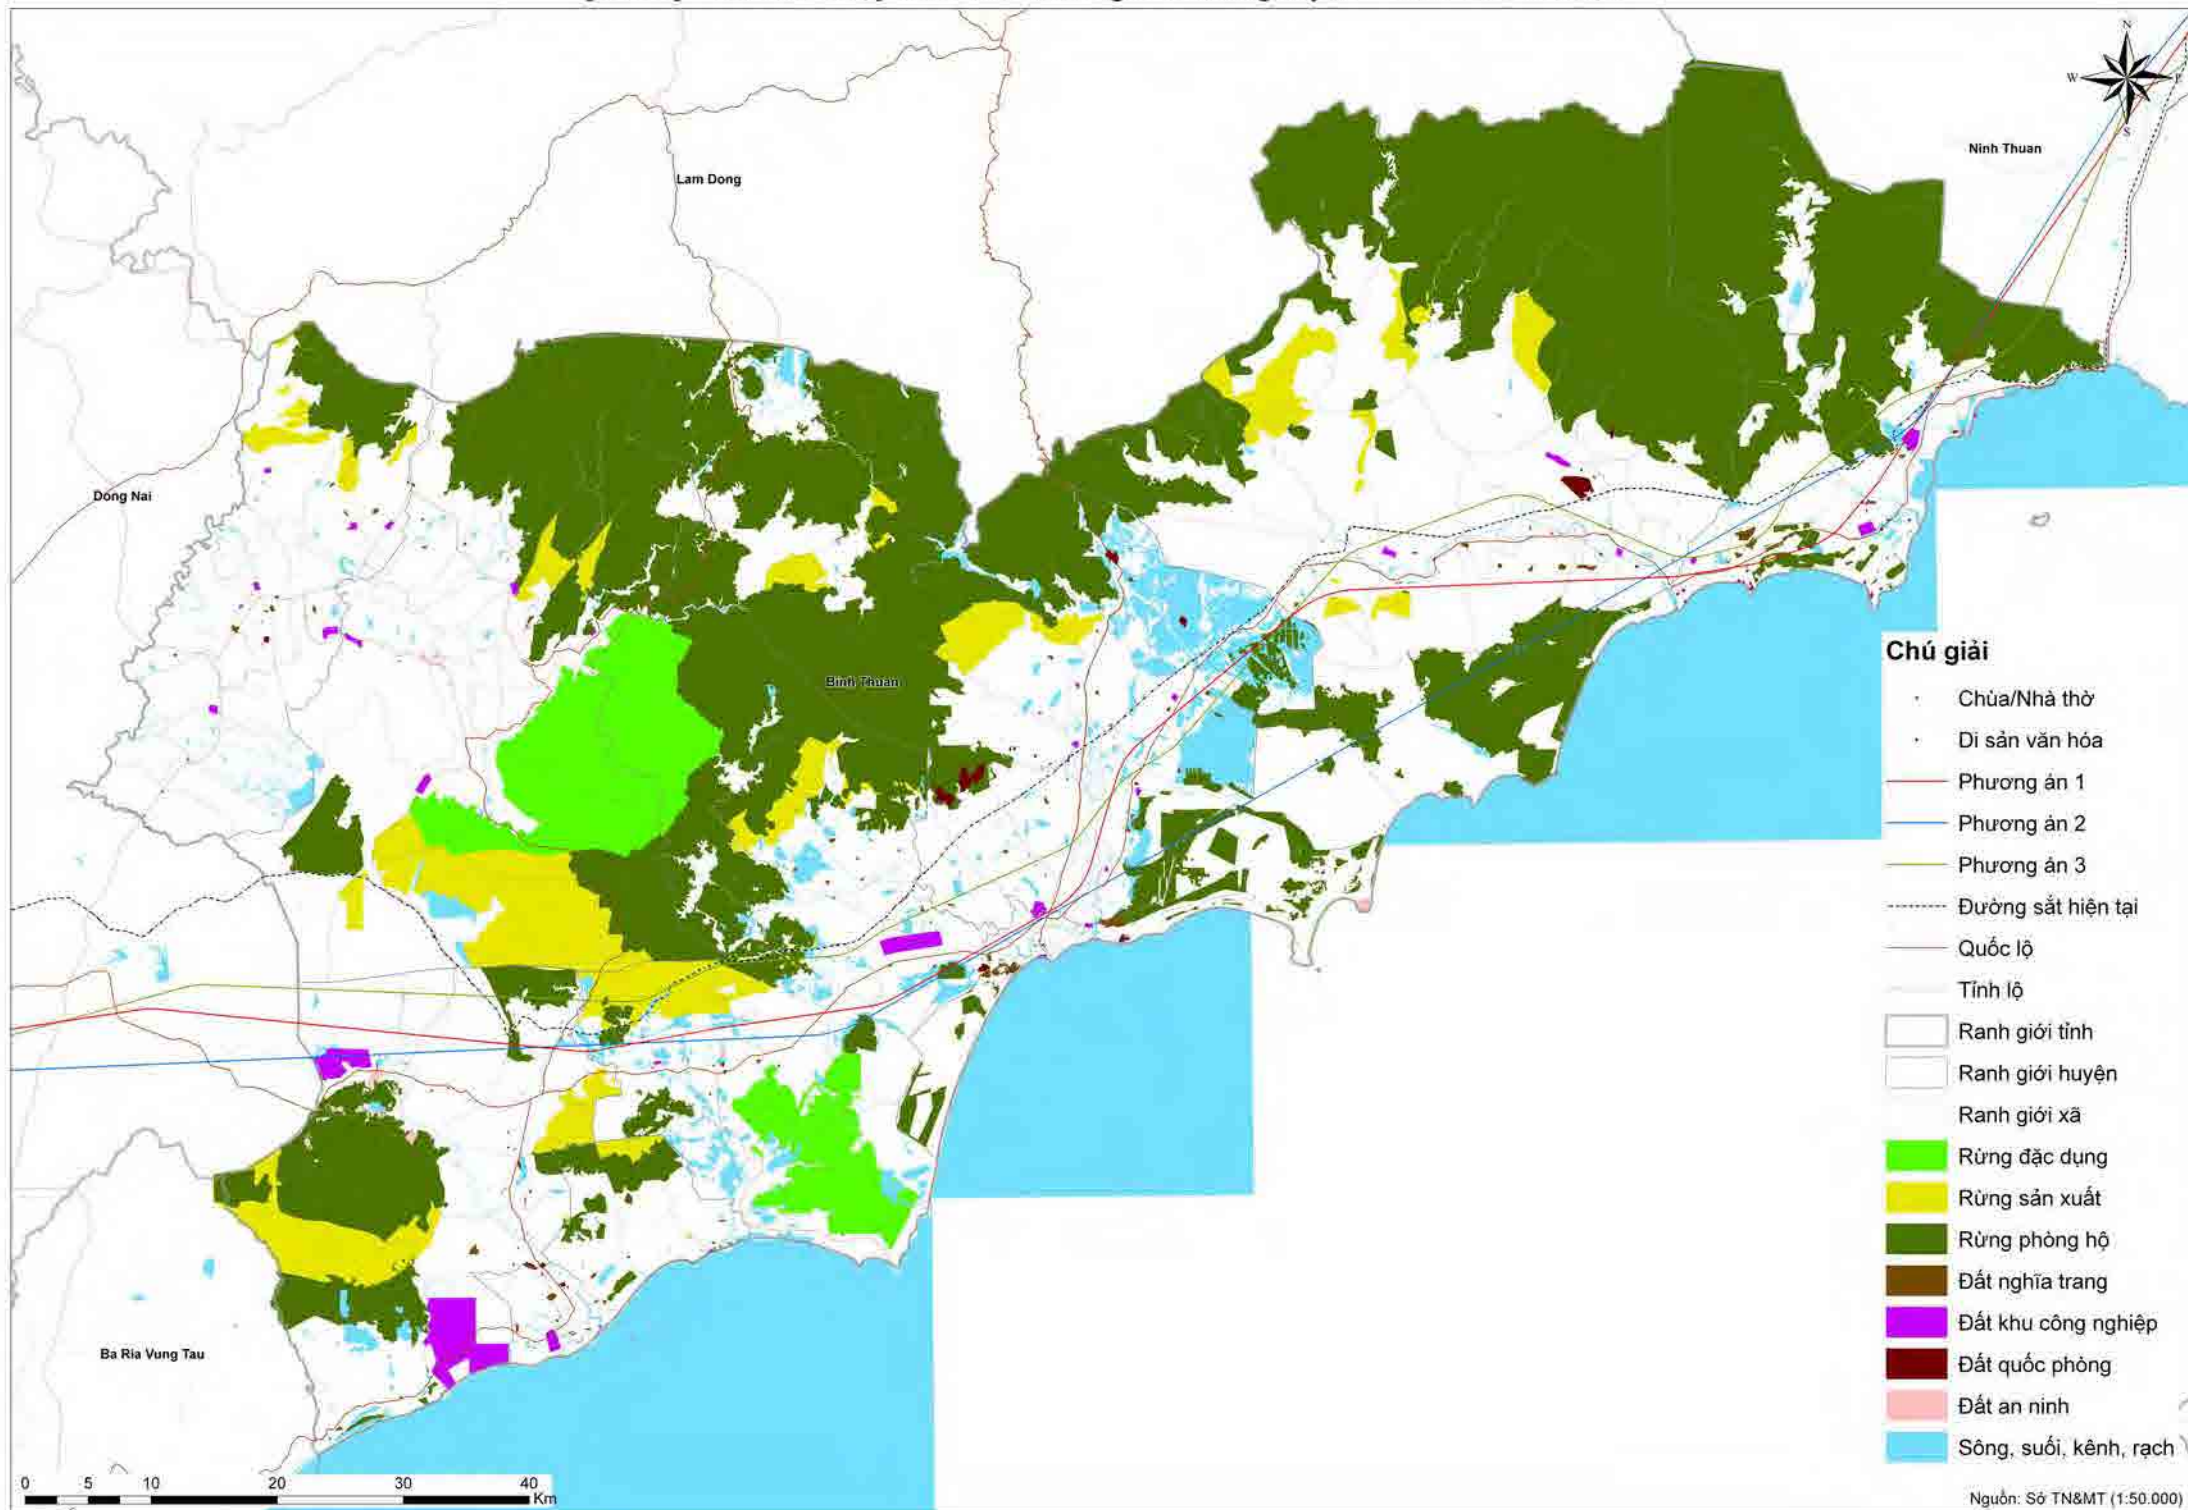 N
W
E
S
Ninh Thuan
Lam Dong
Dong Nai
Binh Thuan
Ba Ria Vung Tau
Chú giải
Chùa/Nhà thờ
Di sản văn hóa
Phương án 1
Phương án 2
Phương án 3
Đường sắt hiện tại
Quốc lộ
Tỉnh lộ
Ranh giới tỉnh
Ranh giới huyện
Ranh giới xã
Rừng đặc dụng
Rừng sản xuất
Rừng phòng hộ
Đất nghĩa trang
Đất khu công nghiệp
Đất quốc phòng
Đất an ninh
Sông, suối, kênh, rạch
0 5 10 20 30 40
Km
Nguồn: Sở TN&MT (1:50.000)